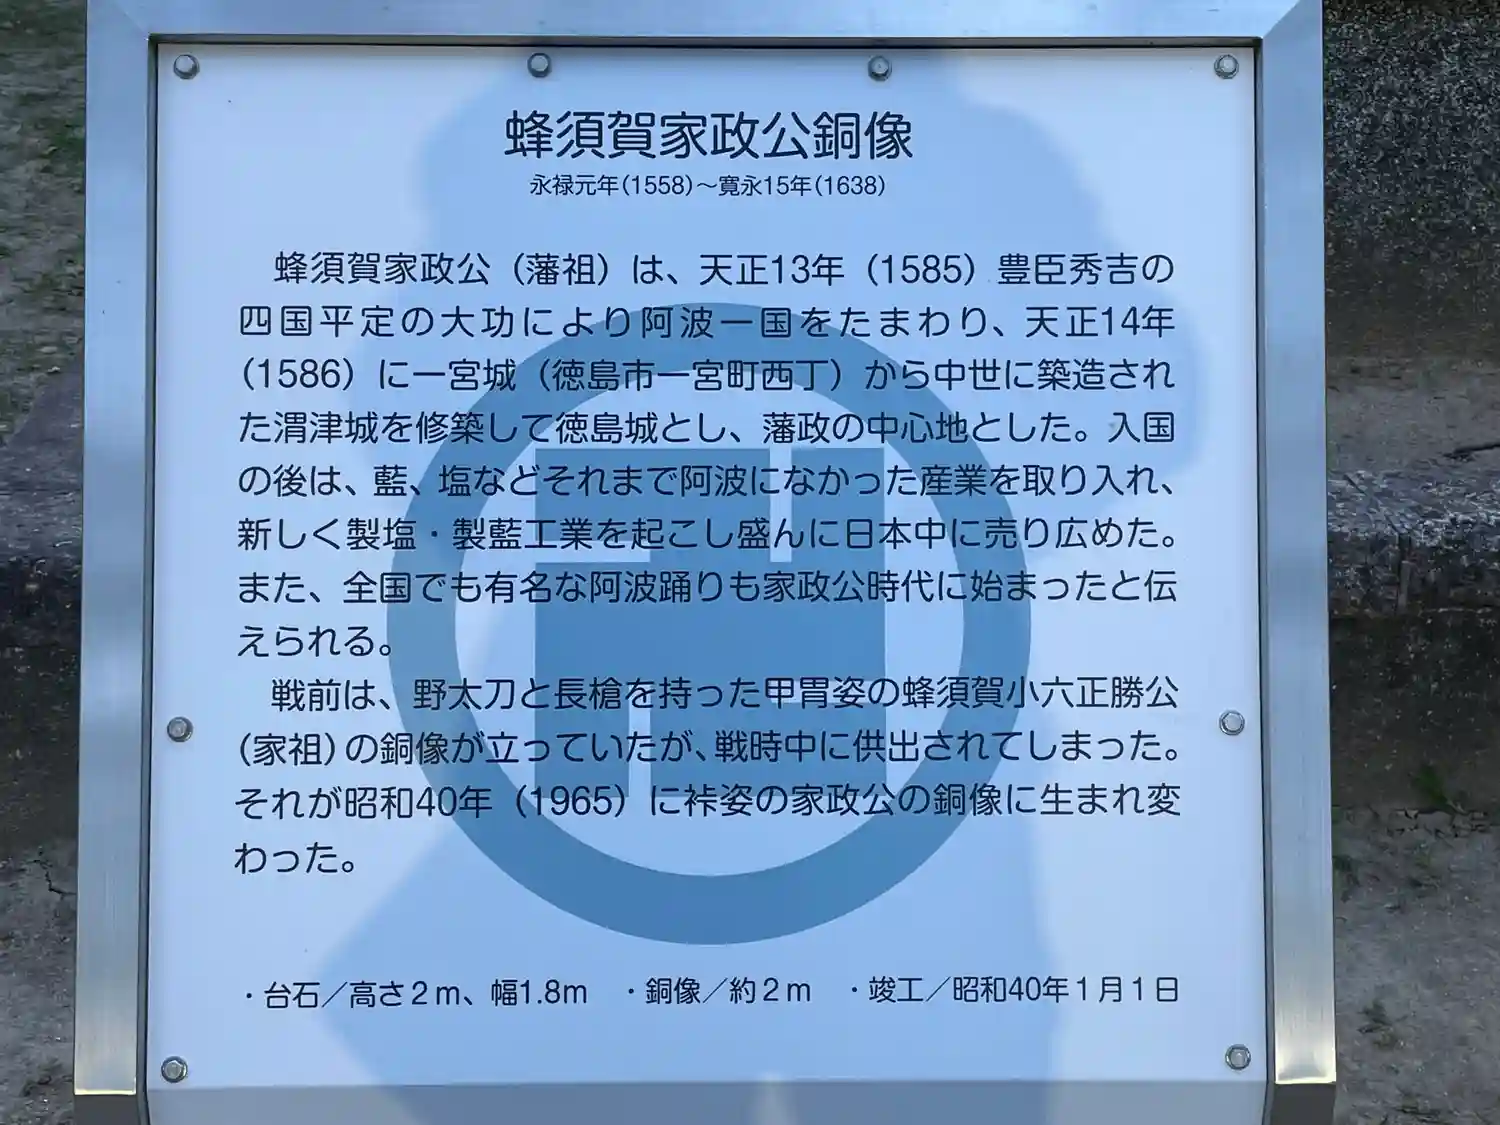 蜂須賀家政公銅像
永禄元年(1558)～寛永15年(1638)
蜂須賀家政公（藩祖）は、天正13年（1585）豊臣秀吉の
四国平定の大功により阿波一国をたまわり、天正14年
（1586）に一宮城（徳島市一宮町西丁）から中世に築造され
た渭津城を修築して徳島城とし、藩政の中心地とした。入国
の後は、藍、塩などそれまで阿波になかった産業を取り入れ、
新しく製塩・製藍工業を起こし盛んに日本中に売り広めた。
また、全国でも有名な阿波踊りも家政公時代に始まったと伝
えられる。
戦前は、野太刀と長槍を持った甲冑姿の蜂須賀小六正勝公
（家祖）の銅像が立っていたが、戦時中に供出されてしまった。
それが昭和40年（1965）に裃姿の家政公の銅像に生まれ変
わった。
・台石／高さ２ｍ、幅1.8m　・銅像／約２ｍ　・竣工／昭和40年１月１日